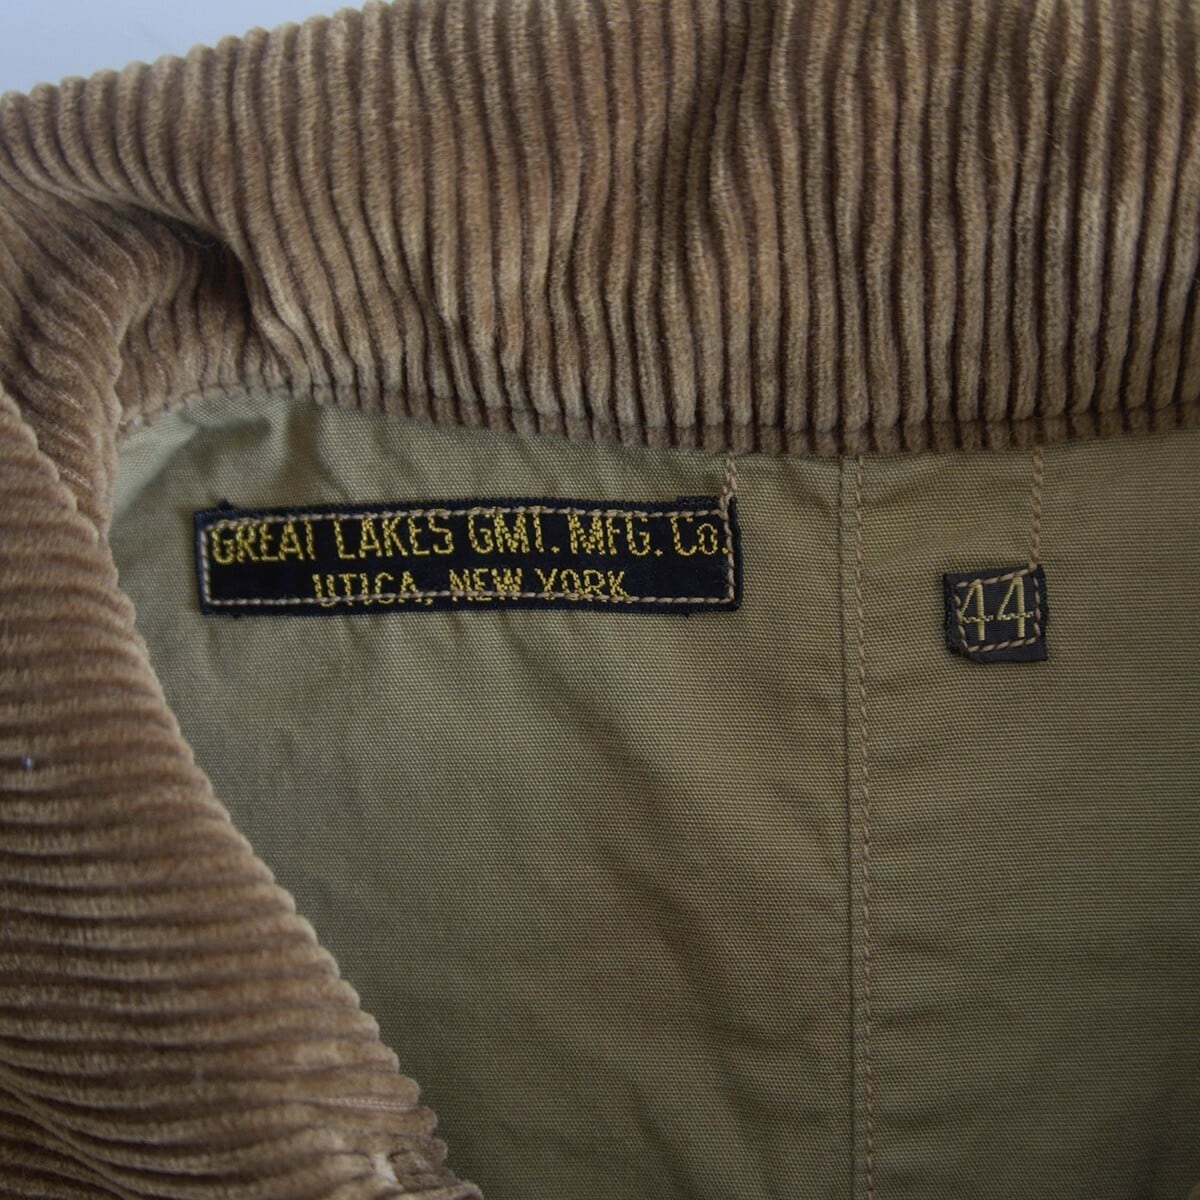 GREAT LAKES GMT. MFG. Co.
UTICA, NEW YORK
44